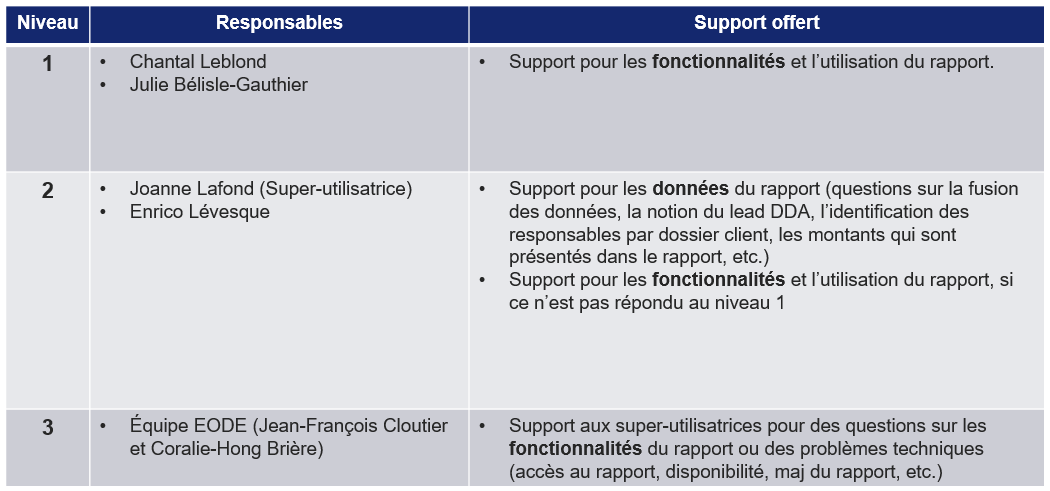 Niveau Responsables Support offert
1
• Chantal Leblond
• Julie Bélisle-Gauthier
• Support pour les fonctionnalités et l’utilisation du rapport.
2
• Joanne Lafond (Super-utilisatrice)
• Enrico Lévesque
• Support pour les données du rapport (questions sur la fusion
des données, la notion du lead DDA, l’identification des
responsables par dossier client, les montants qui sont
présentés dans le rapport, etc.)
• Support pour les fonctionnalités et l’utilisation du rapport, si
ce n’est pas répondu au niveau 1
3
• Équipe EODE (Jean-François Cloutier
et Coralie-Hong Brière)
• Support aux super-utilisatrices pour des questions sur les
fonctionnalités du rapport ou des problèmes techniques
(accès au rapport, disponibilité, maj du rapport, etc.)